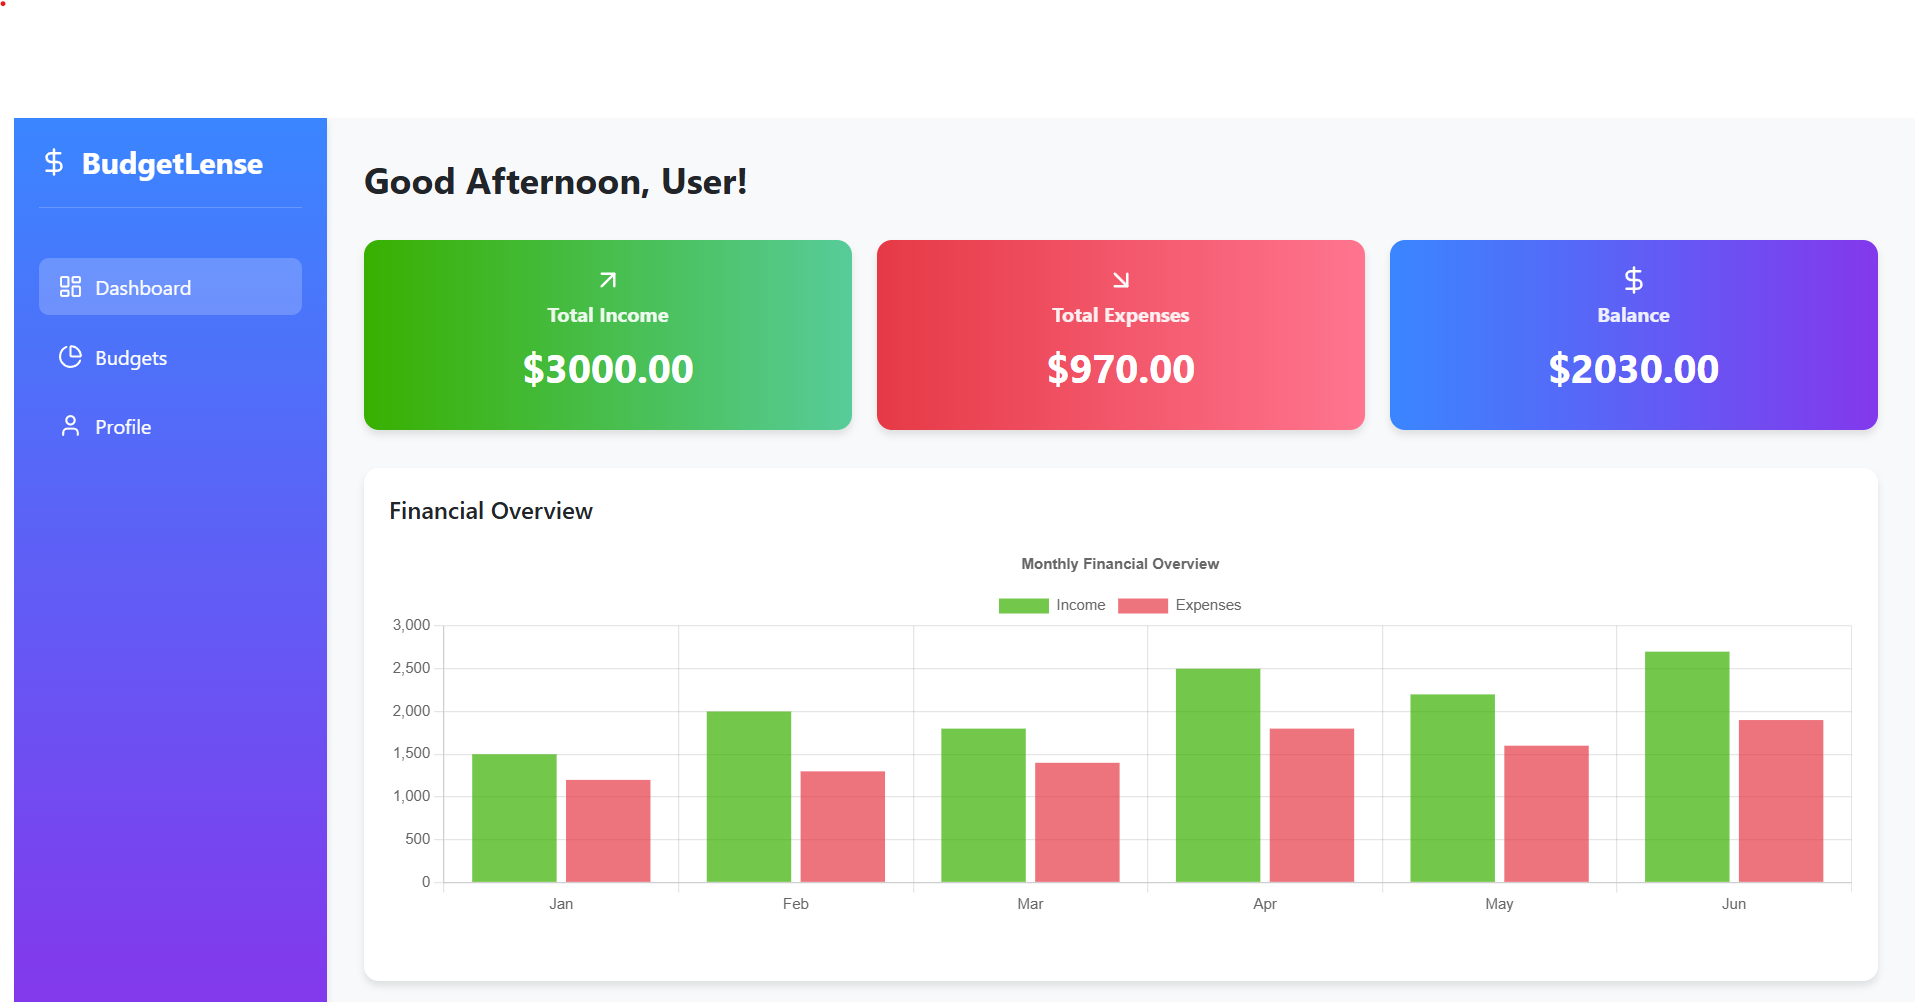 $ BudgetLense
Dashboard
Budgets
Profile
Good Afternoon, User!
Total Income
$3000.00
Total Expenses
$970.00
$
Balance
$2030.00
Financial Overview
Monthly Financial Overview
Income Expenses
3,000
2,500
2,000
1,500
1,000
500
0
Jan Feb Mar Apr May Jun